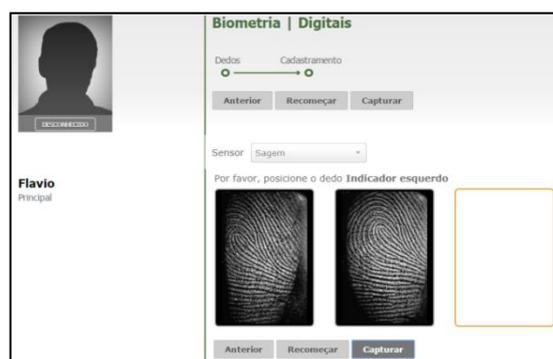 Biometria | Digitais
Dedos Cadastramento
Anterior Recomeçar Capturar
DESCONHECIDO
Sensor Sagem
Flavio
Principal
Por favor, posicione o dedo Indicador esquerdo
Anterior Recomeçar Capturar